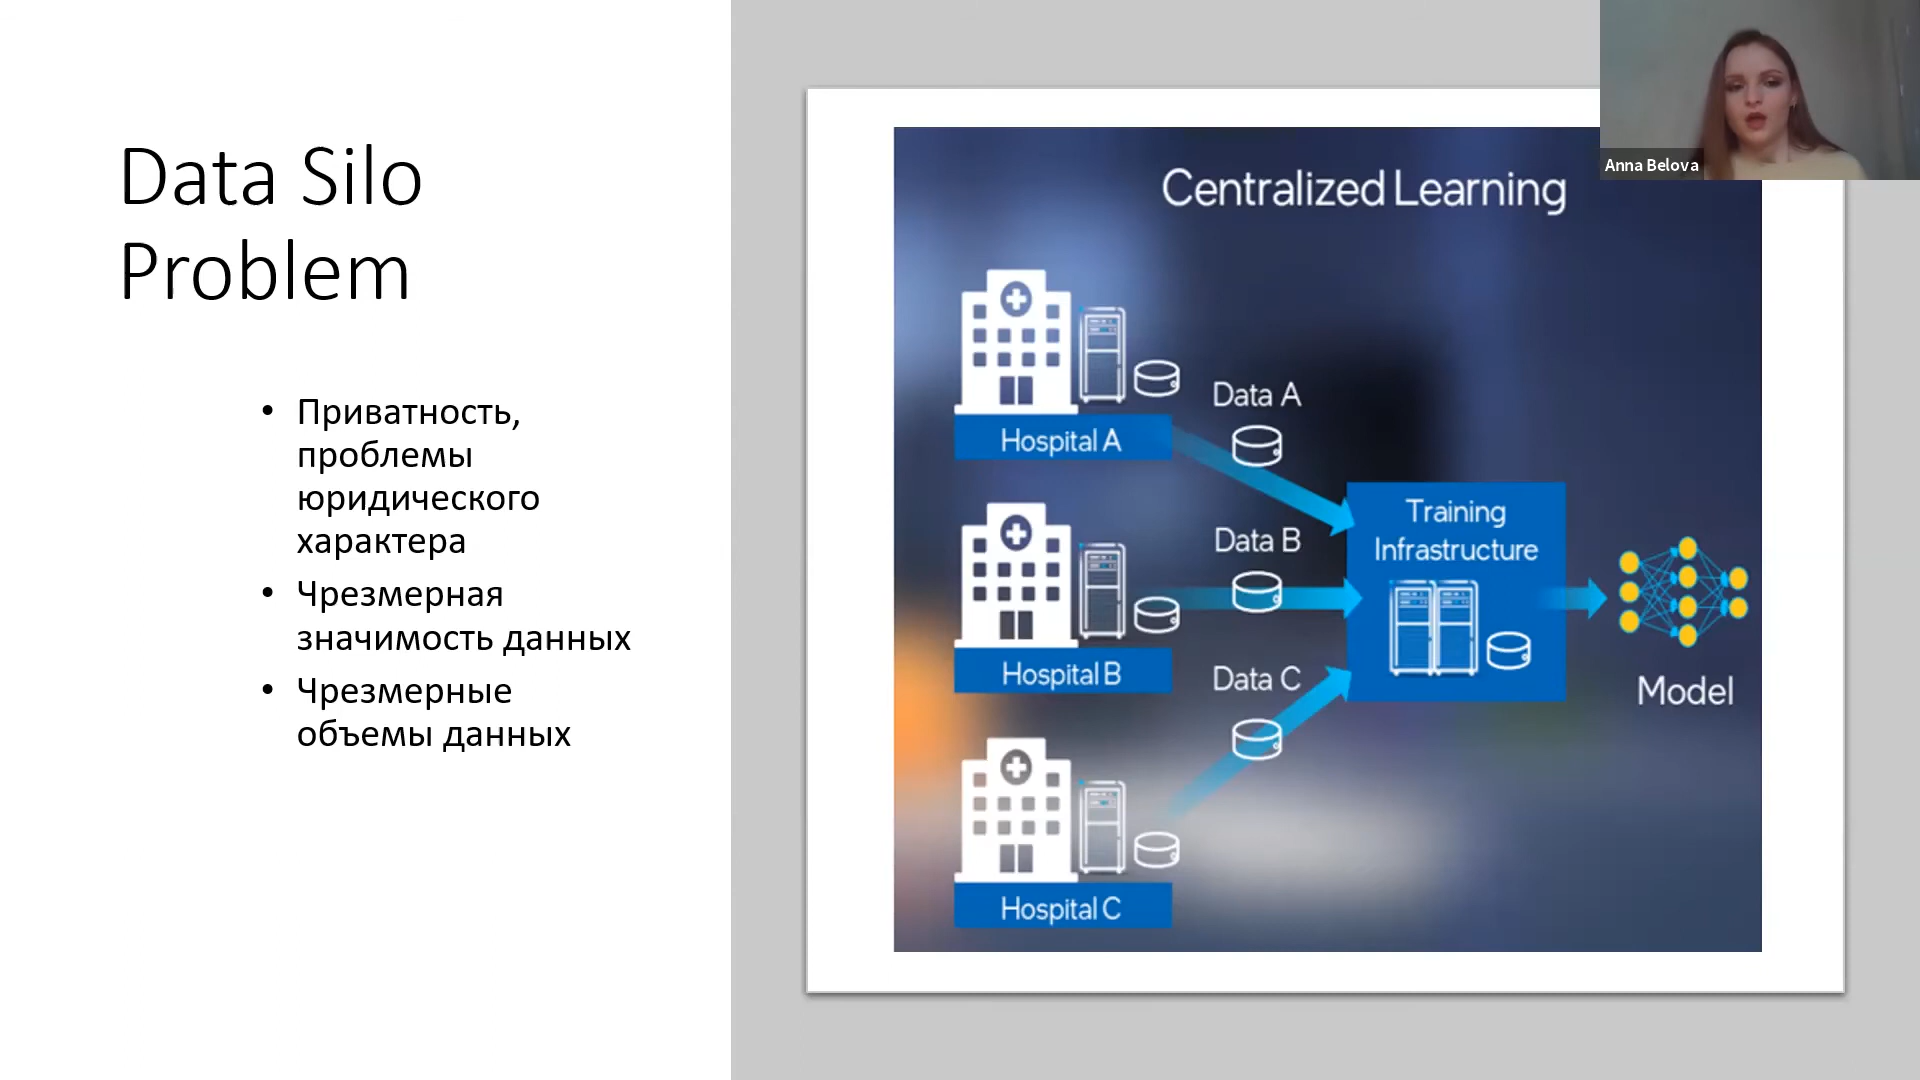 Data Silo
Problem
• Приватность,
проблемы
юридического
характера
• Чрезмерная
значимость данных
• Чрезмерные
объемы данных
Anna Belova
Centralized Learning
Data A
Hospital A
Training
Infrastructure
Data B
Hospital B
Data C
Model
Hospital C